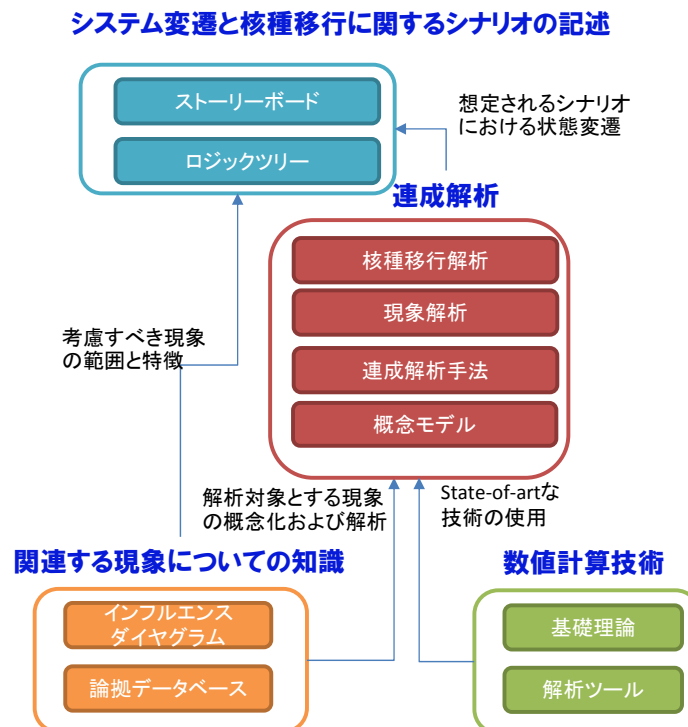 システム変遷と核種移行に関するシナリオの記述
ストーリーボード
ロジックツリー
想定されるシナリオ
における状態変遷
連成解析
核種移行解析
現象解析
連成解析手法
概念モデル
考慮すべき現象
の範囲と特徴
解析対象とする現象
の概念化および解析
State-of-artな
技術の使用
関連する現象についての知識
インフルエンス
ダイヤグラム
論拠データベース
数値計算技術
基礎理論
解析ツール